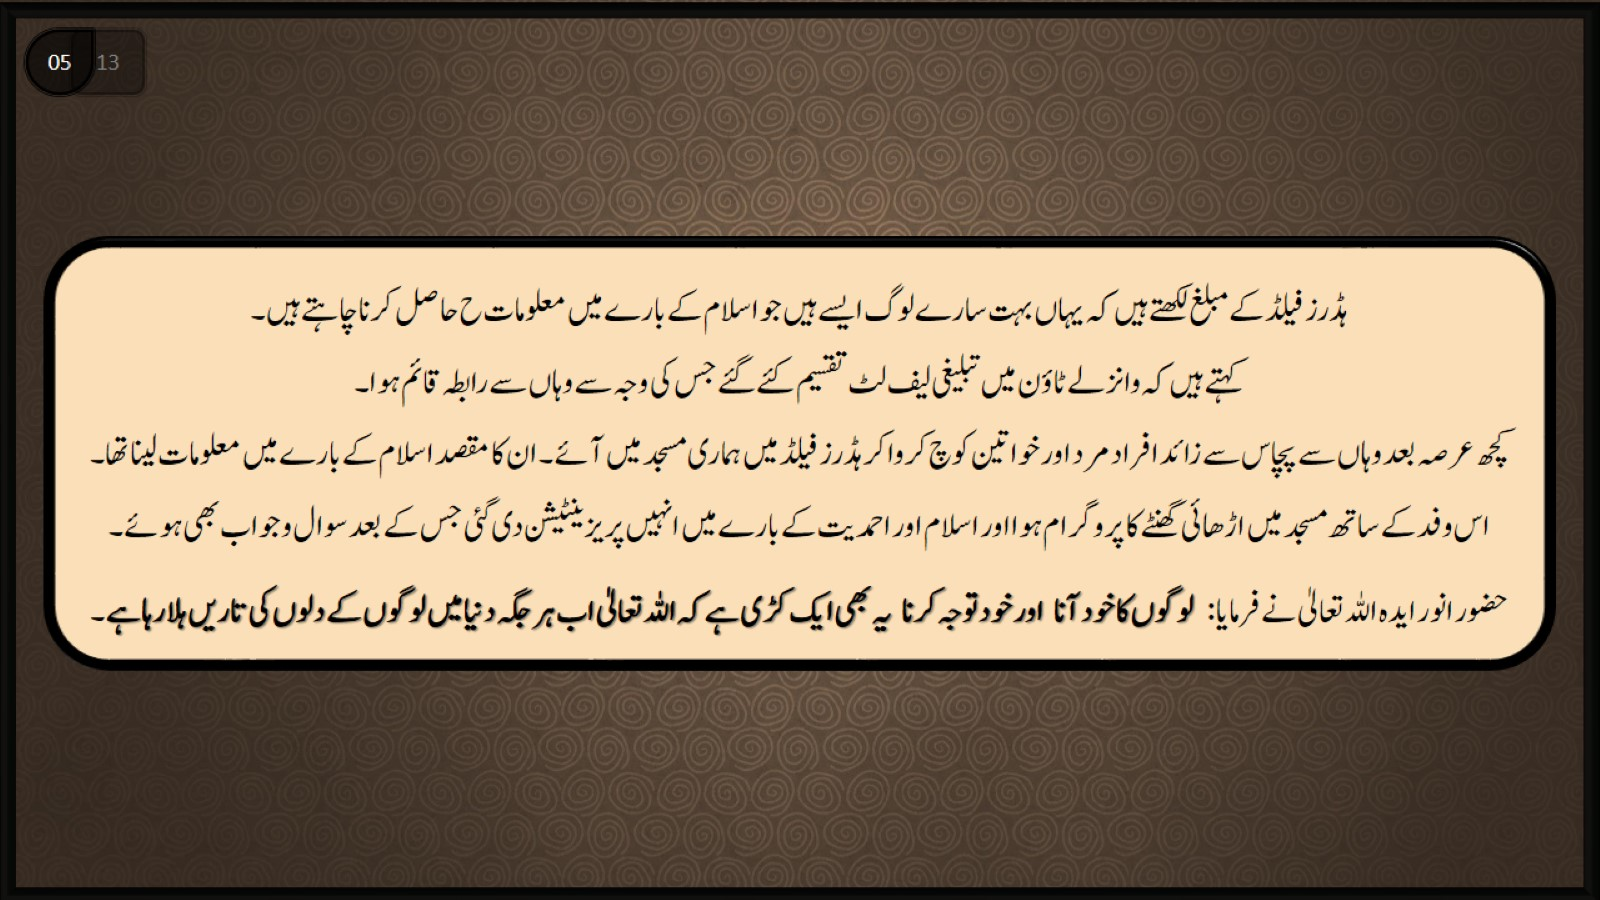 05 13
ہڈرز فیلڈ کے مبلغ لکھتے ہیں کہ یہاں بہت سارے لوگ ایسے ہیں جو اسلام کے بارے میں معلومات ح حاصل کرنا چاہتے ہیں۔
کہتے ہیں کہ وانزلے ٹاؤن میں تبلیغی لیف لٹ تقسیم کئے گئے جس کی وجہ سے وہاں سے رابطہ قائم ہوا۔
کچھ عرصہ بعد وہاں سے پچاس سے زائد افراد مرد اور خواتین کوچ کروا کر ہڈرز فیلڈ میں ہماری مسجد میں آئے۔ ان کا مقصد اسلام کے بارے میں معلومات لینا تھا۔
اس وفد کے ساتھ مسجد میں اڑھائی گھنٹے کا پروگرام ہوا اور اسلام اور احمدیت کے بارے میں انہیں پریزینٹیشن دی گئی جس کے بعد سوال و جواب بھی ہوئے۔
حضور انور ایدہ اللہ تعالیٰ نے فرمایا: لوگوں کا خود آنا اور خود توجہ کرنا یہ بھی ایک کڑی ہے کہ اللہ تعالیٰ اب ہر جگہ دنیا میں لوگوں کے دلوں کی تاریں ہلا رہا ہے۔